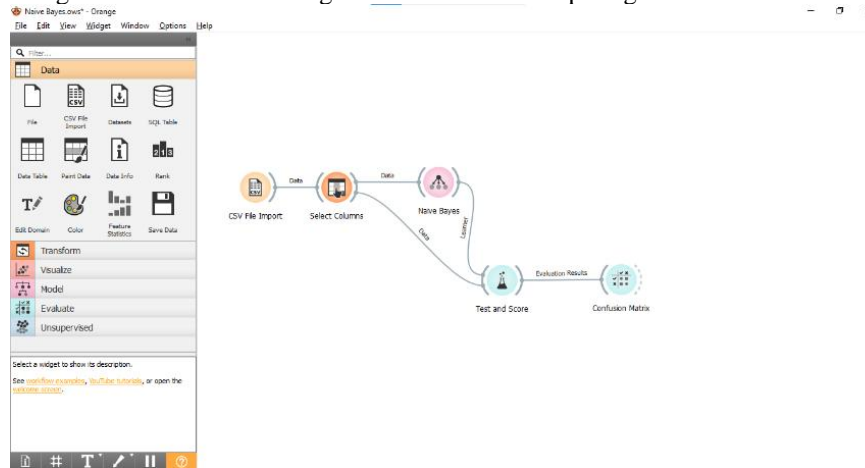 Naive Bayes.ows* - Orange
File Edit View Widget Window Options Help
Filter...
Data
File
CSV File Import
Datasets
SQL Table
Data Table
Paint Data
Data Info
Rank
Edit Domain
Color
Feature Statistics
Save Data
Transform
Visualize
Model
Evaluate
Unsupervised
Select a widget to show its description.
See workflow examples, YouTube tutorials, or open the
welcome screen.
CSV File Import
Data
Select Columns
Data
Naive Bayes
Data
Learner
Test and Score
Evaluation Results
Confusion Matrix